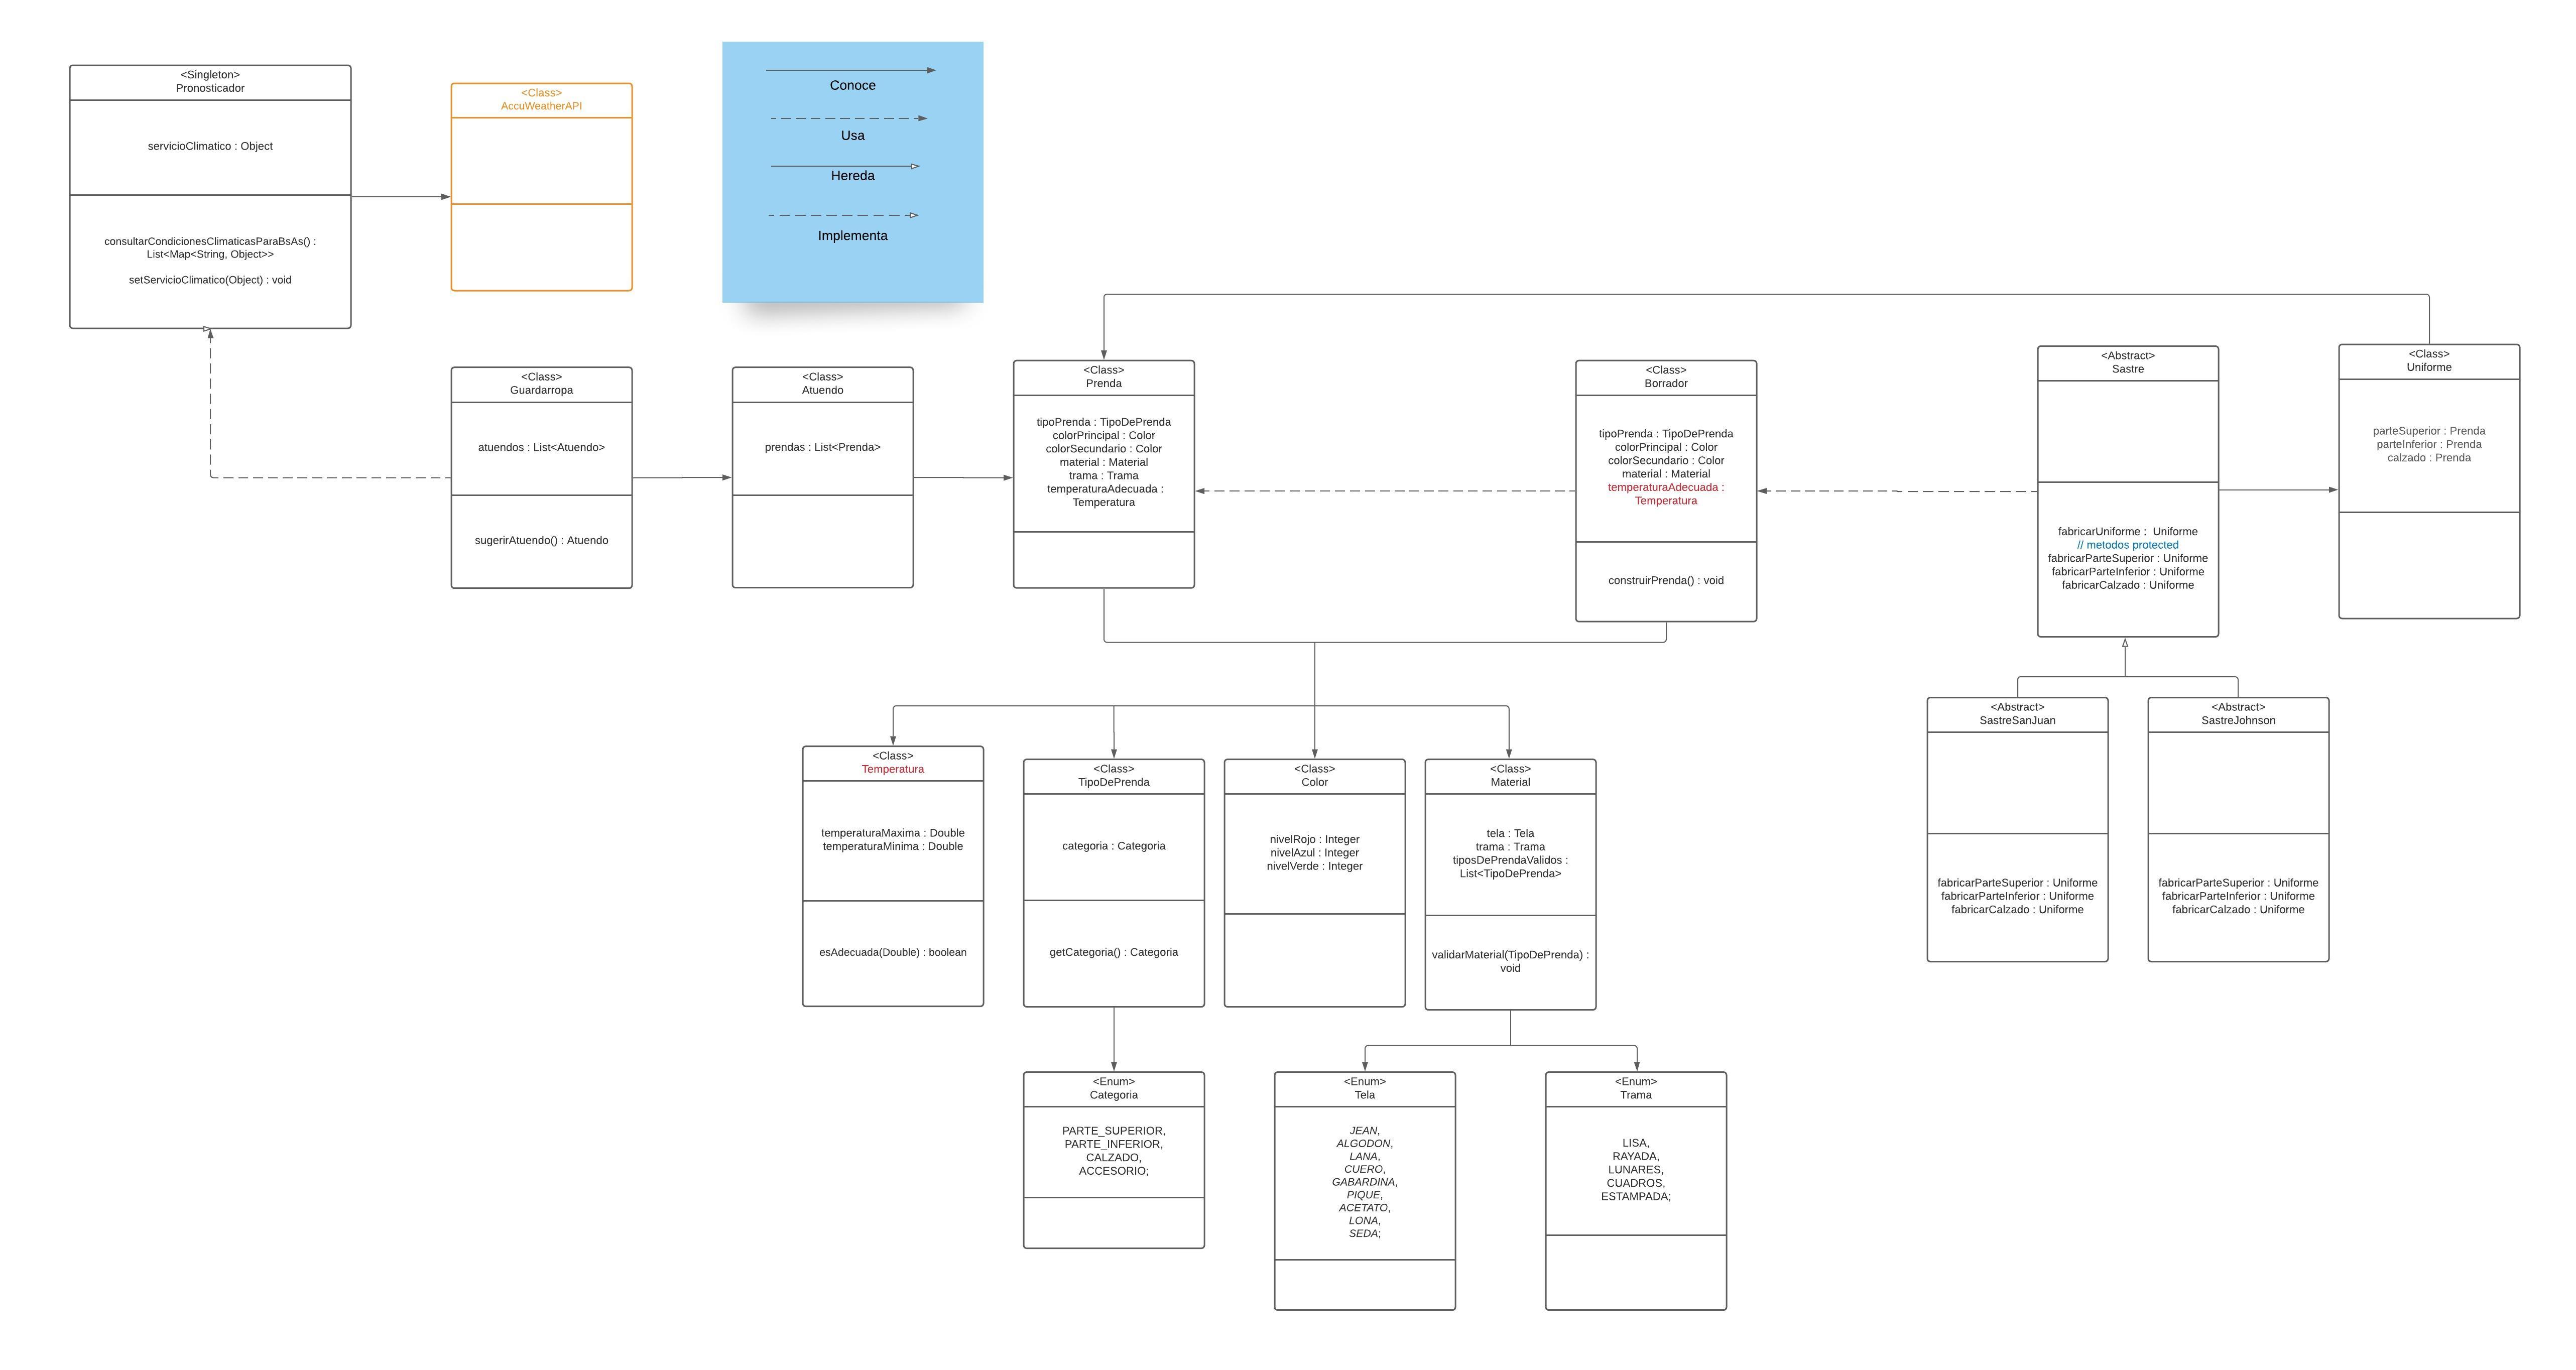 <Singleton>
Pronosticador
servicioClimatico : Object
consultarCondicionesClimaticasParaBsAs() :
List<Map<String, Object>>
setServicioClimatico(Object) : void
<Class>
AccuWeatherAPI
Conoce
Usa
Hereda
Implementa
<Class>
Guardarropa
atuendos : List<Atuendo>
sugerirAtuendo() : Atuendo
<Class>
Atuendo
prendas : List<Prenda>
<Class>
Prenda
tipoPrenda : TipoDePrenda
colorPrincipal : Color
colorSecundario : Color
material : Material
trama : Trama
temperaturaAdecuada :
Temperatura
<Class>
Borrador
tipoPrenda : TipoDePrenda
colorPrincipal : Color
colorSecundario : Color
material : Material
temperaturaAdecuada :
Temperatura
construirPrenda() : void
<Abstract>
Sastre
fabricarUniforme :  Uniforme
// metodos protected
fabricarParteSuperior : Uniforme
fabricarParteInferior : Uniforme
fabricarCalzado : Uniforme
<Class>
Uniforme
parteSuperior : Prenda
parteInferior : Prenda
calzado : Prenda
<Abstract>
SastreSanJuan
fabricarParteSuperior : Uniforme
fabricarParteInferior : Uniforme
fabricarCalzado : Uniforme
<Abstract>
SastreJohnson
fabricarParteSuperior : Uniforme
fabricarParteInferior : Uniforme
fabricarCalzado : Uniforme
<Class>
Temperatura
temperaturaMaxima : Double
temperaturaMinima : Double
esAdecuada(Double) : boolean
<Class>
TipoDePrenda
categoria : Categoria
getCategoria() : Categoria
<Class>
Color
nivelRojo : Integer
nivelAzul : Integer
nivelVerde : Integer
<Class>
Material
tela : Tela
trama : Trama
tiposDePrendaValidos :
List<TipoDePrenda>
validarMaterial(TipoDePrenda) :
void
<Enum>
Categoria
PARTE_SUPERIOR,
PARTE_INFERIOR,
CALZADO,
ACCESORIO;
<Enum>
Tela
JEAN,
ALGODON,
LANA,
CUERO,
GABARDINA,
PIQUE,
ACETATO,
LONA,
SEDA;
<Enum>
Trama
LISA,
RAYADA,
LUNARES,
CUADROS,
ESTAMPADA;